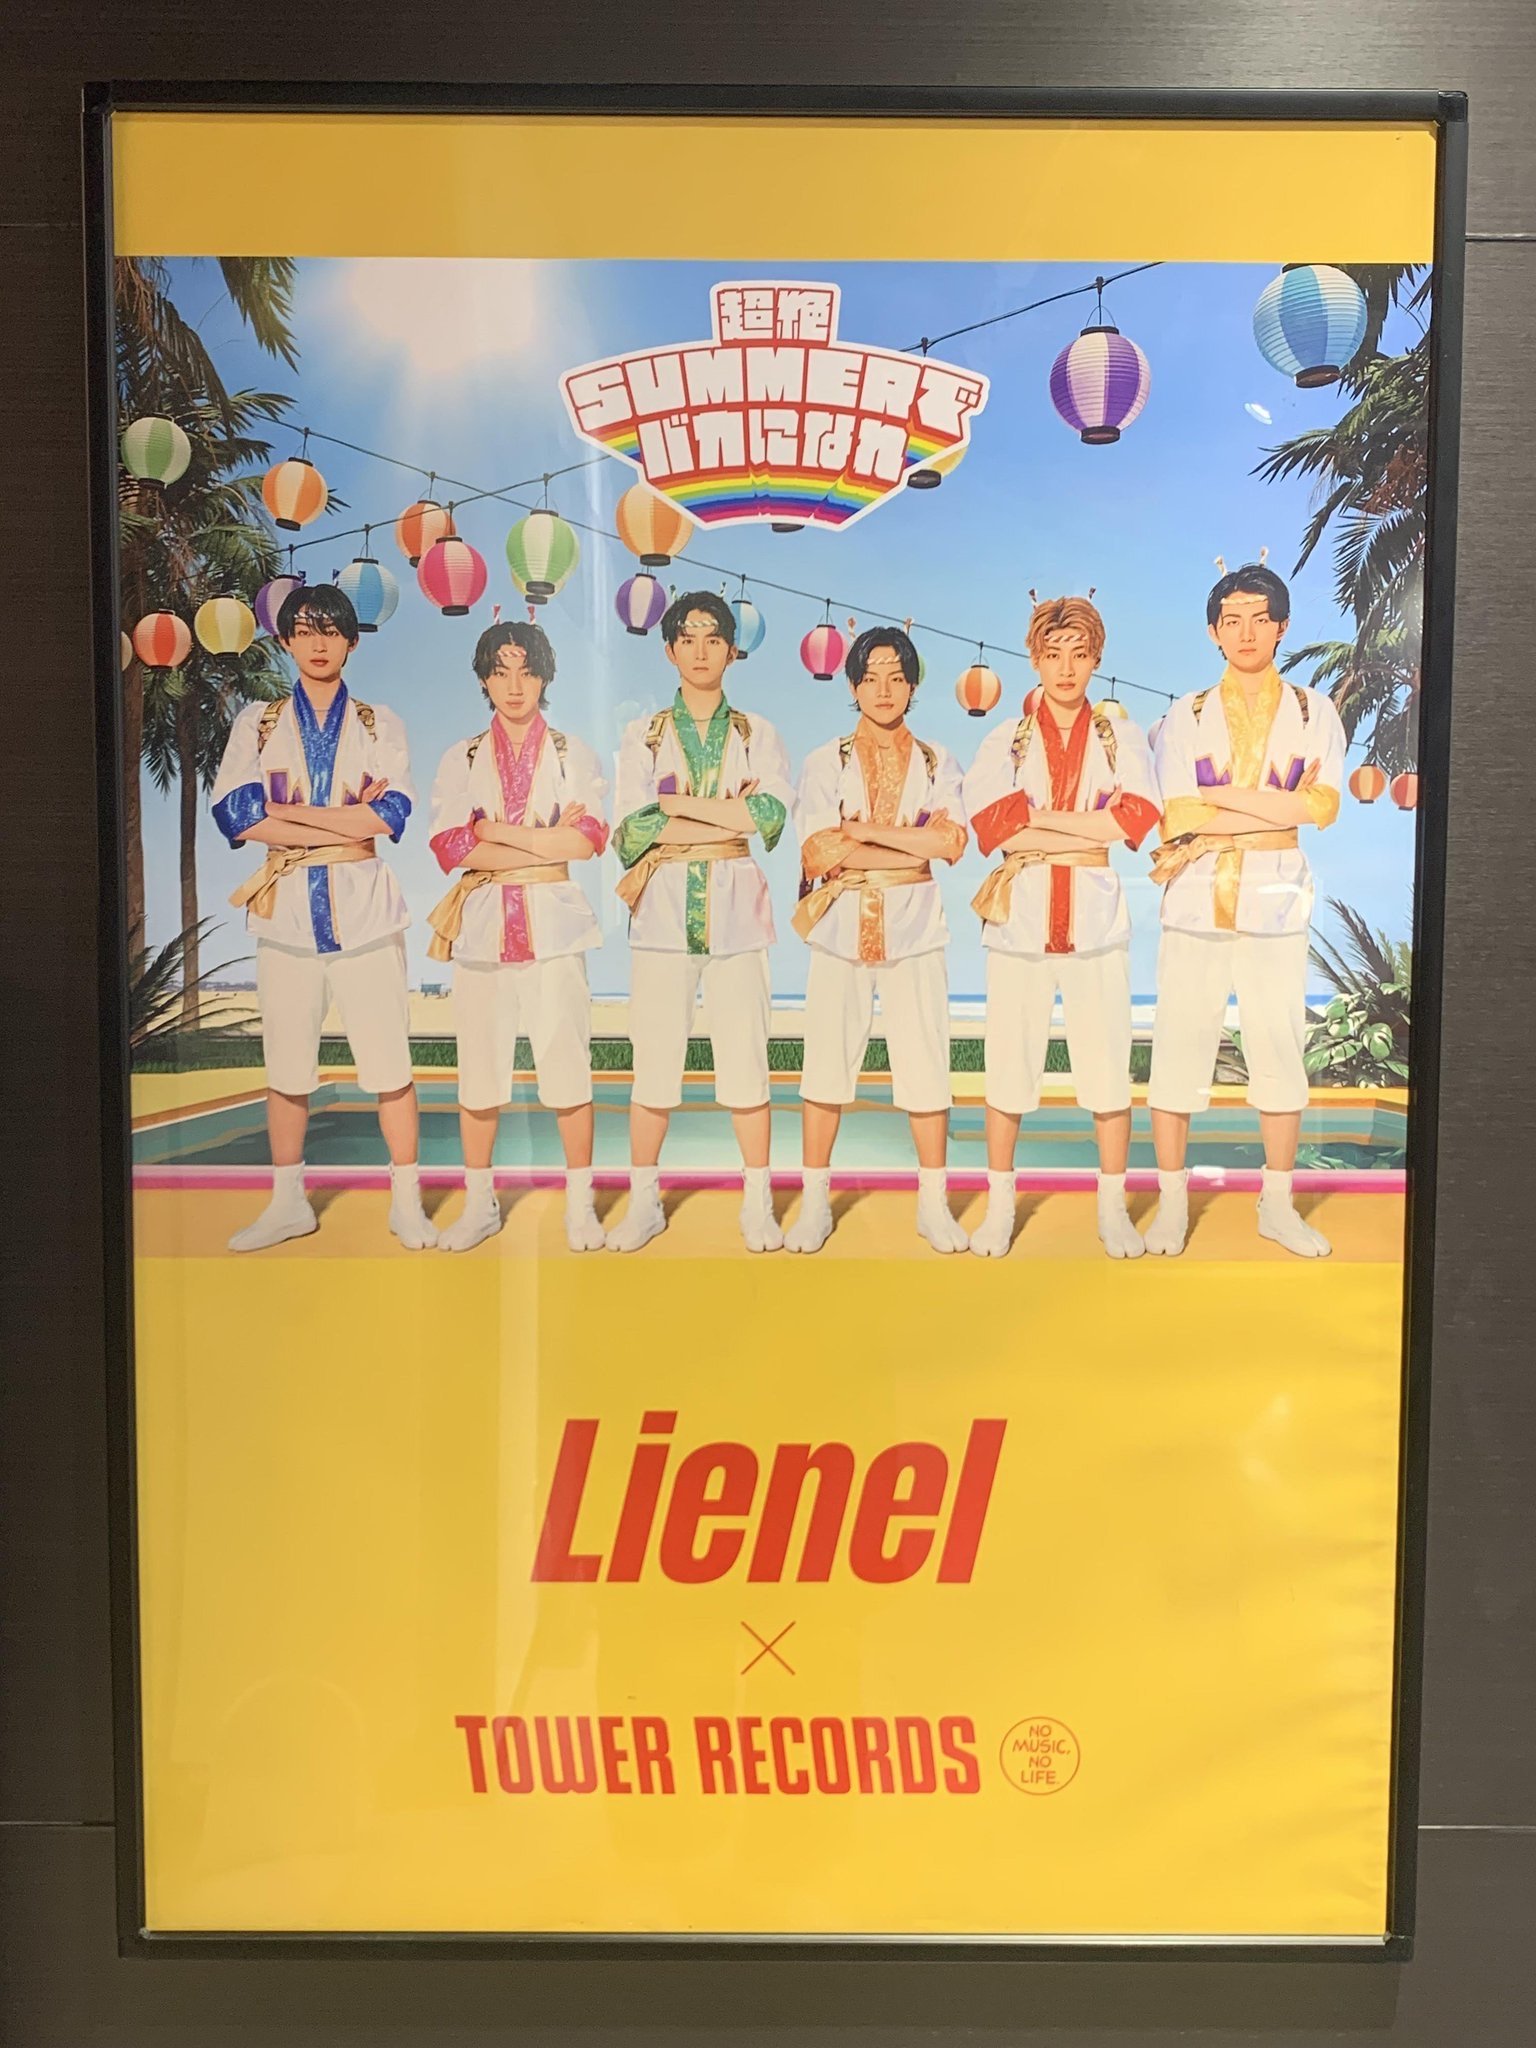 超絶
SUMMERで
バカになれ
Lienel
×
TOWER RECORDS
NO
MUSIC,
NO
LIFE.